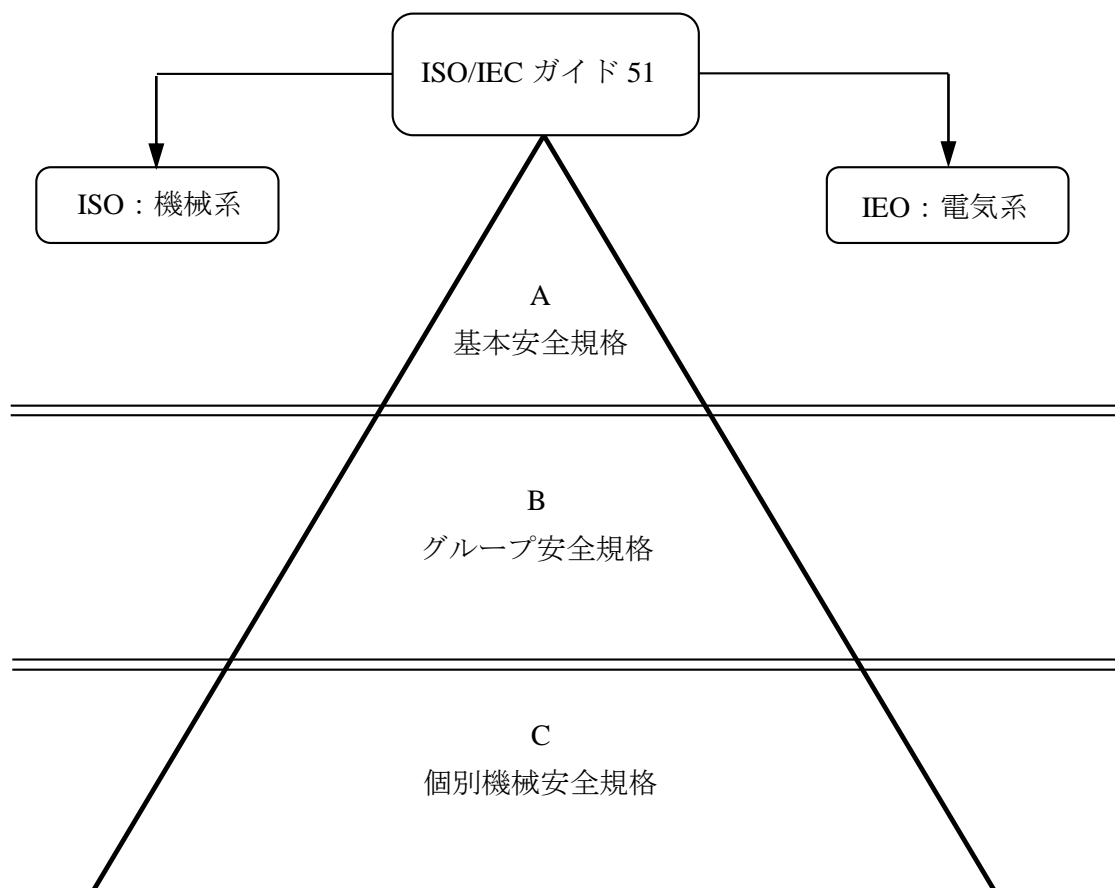 ISO/IEC ガイド 51
ISO：機械系
IEO：電気系
A
基本安全規格
B
グループ安全規格
C
個別機械安全規格